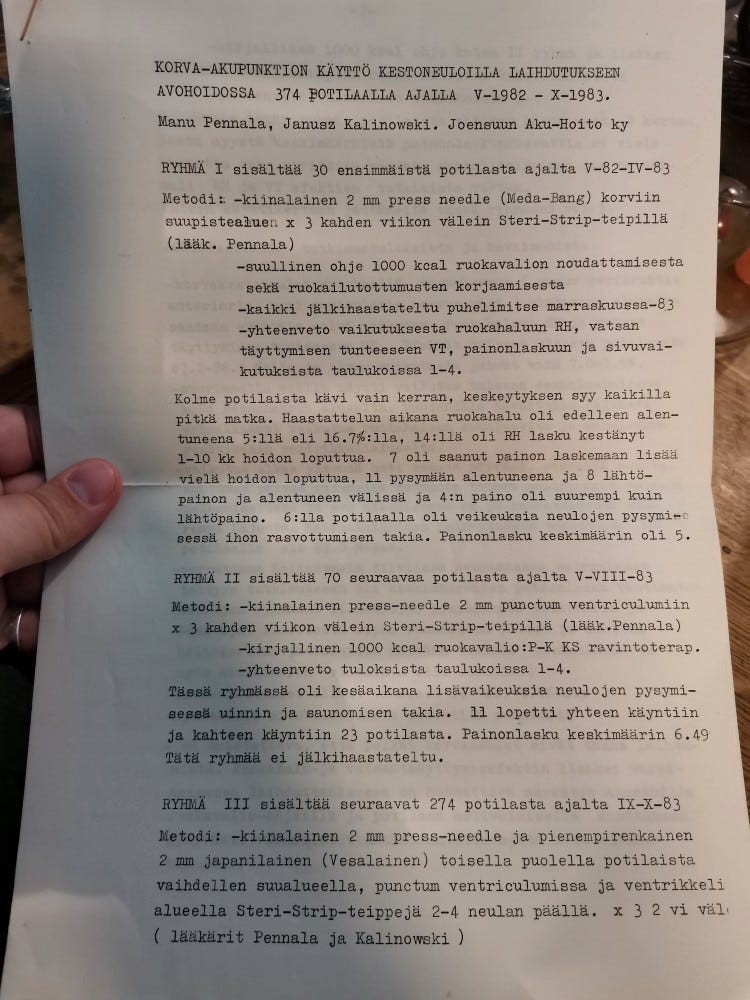 KORVA-AKUPUNKTION KÄYTTÖ KESTONEULOILLA LAIHDUTUKSEEN
AVOHOIDOSSA 374 POTILAALLA AJALLA V-1982 - X-1983.
Manu Pennala, Janusz Kalinowski. Joensuun Aku-Hoito ky
RYHMÄ I sisältää 30 ensimmäistä potilasta ajalta V-82-IV-83
Metodi: -kiinalainen 2 mm press needle (Meda-Bang) korviin
suupistealuen x 3 kahden viikon välein Steri-Strip-teipillä
(lääk. Pennala)
-suullinen ohje 1000 kcal ruokavalion noudattamisesta
sekä ruokailutottumusten korjaamisesta
-kaikki jälkihaastateltu puhelimitse marraskuussa-83
-yhteenveto vaikutuksesta ruokahaluun RH, vatsan
täyttymisen tunteeseen VT, painonlaskuun ja sivuvai-
kutuksista taulukoissa 1-4.
Kolme potilaista kävi vain kerran, keskeytyksen syy kaikilla
pitkä matka. Haastattelun aikana ruokahalu oli edelleen alen-
tuneena 5:llä eli 16.7%:lla, 14:llä oli RH lasku kestänyt
1-10 kk hoidon loputtua. 7 oli saanut painon laskemaan lisää
vielä hoidon loputtua, 11 pysymään alentuneena ja 8 lähtö-
painon ja alentuneen välissä ja 4:n paino oli suurempi kuin
lähtöpaino. 6:lla potilaalla oli veikeuksia neulojen pysymi-
sessä ihon rasvottumisen takia. Painonlasku keskimäärin oli 5.
RYHMÄ II sisältää 70 seuraavaa potilasta ajalta V-VIII-83
Metodi: -kiinalainen press-needle 2 mm punctum ventriculumiin
x 3 kahden viikon välein Steri-Strip-teipillä (lääk.Pennala)
-kirjallinen 1000 kcal ruokavalio:P-K KS ravintoterap.
-yhteenveto tuloksista taulukoissa 1-4.
Tässä ryhmässä oli kesäaikana lisävaikeuksia neulojen pysymi-
sessä uinnin ja saunomisen takia. 11 lopetti yhteen käyntiin
ja kahteen käyntiin 23 potilasta. Painonlasku keskimäärin 6.49
Tätä ryhmää ei jälkihaastateltu.
RYHMÄ III sisältää seuraavat 274 potilasta ajalta IX-X-83
Metodi: -kiinalainen 2 mm press-needle ja pienempirenkainen
2 mm japanilainen (Vesalainen) toisella puolella potilaista
vaihdellen suualueella, punctum ventriculumissa ja ventrikkeli
alueella Steri-Strip-teippejä 2-4 neulan päällä. x 3 2 vi väl
( lääkärit Pennala ja Kalinowski )